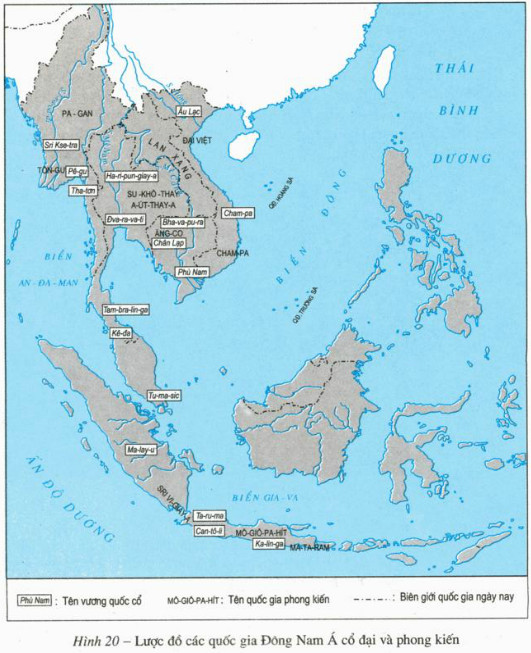 THÁI
BÌNH
DƯƠNG
PA - GAN
Âu Lạc
ĐẠI VIỆT
LAN XANG
Sri Kse-tra
TÔN-GU
Pê-gu
Ha-ri-pun-giay-a
Tha-tơn
SU-KHÔ-THAY
A-ÚT-THAY-A
QĐ. HOÀNG SA
Đva-ra-va-ti
Bha-va-pu-ra
Cham-pa
ĂNG-CO
Chân Lạp
CHAM-PA
BIỂN ĐÔNG
BIỂN
AN - ĐA - MAN
Phù Nam
QĐ. TRƯỜNG SA
Tam-bra-lin-ga
Kê-đa
Tu-ma-sic
Ma-lay-u
ẤN ĐỘ DƯƠNG
SRI VI-GIAY-A
BIỂN GIA - VA
Ta-ru-ma
Can-tô-li
MÔ-GIÔ-PA-HÍT
Ka-lin-ga
MA-TA-RAM
Phù Nam : Tên vương quốc cổ
MÔ-GIÔ-PA-HÍT : Tên quốc gia phong kiến
: Biên giới quốc gia ngày nay
Hình 20 – Lược đồ các quốc gia Đông Nam Á cổ đại và phong kiến